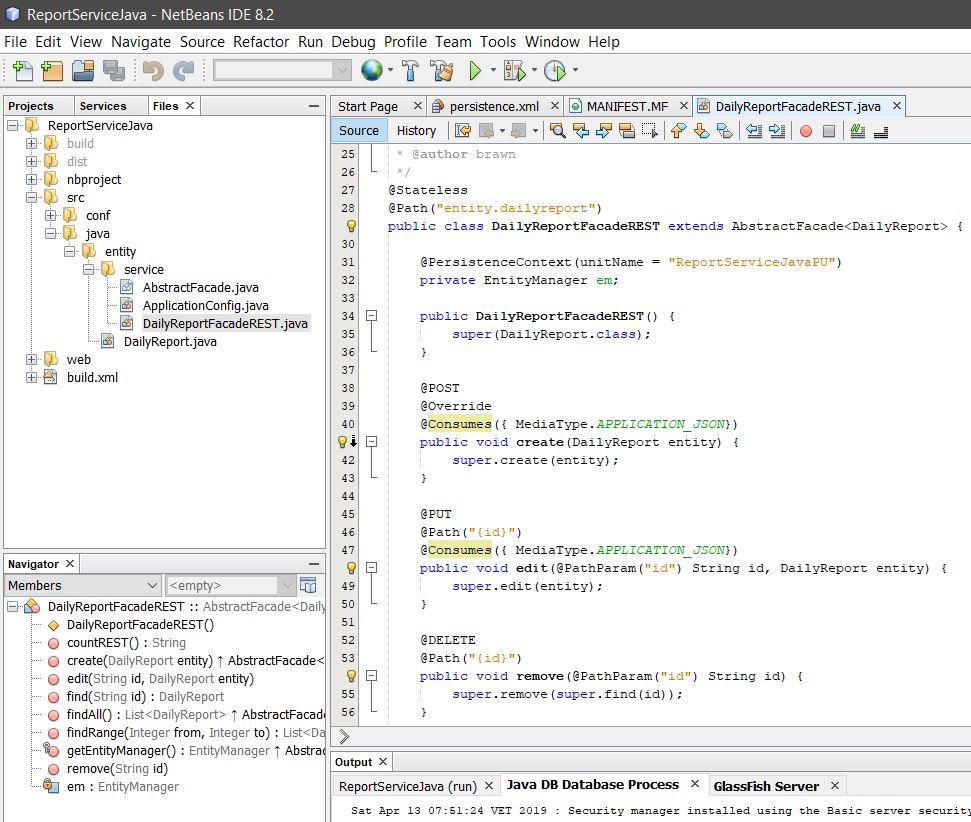 ReportServiceJava - NetBeans IDE 8.2
File Edit View Navigate Source Refactor Run Debug Profile Team Tools Window Help
Projects Services Files
ReportServiceJava
build
dist
nbproject
src
conf
java
entity
service
AbstractFacade.java
ApplicationConfig.java
DailyReportFacadeREST.java
DailyReport.java
web
build.xml
Navigator
Members <empty>
DailyReportFacadeREST :: AbstractFacade<Daily
DailyReportFacadeREST()
countREST() : String
create(DailyReport entity) ↑ AbstractFacade<
edit(String id, DailyReport entity)
find(String id) : DailyReport
findAll() : List<DailyReport> ↑ AbstractFacade
findRange(Integer from, Integer to) : List<Da
getEntityManager() : EntityManager ↑ Abstrac
remove(String id)
em : EntityManager
Start Page persistence.xml MANIFEST.MF DailyReportFacadeREST.java
Source History
25 * @author brawn
26 */
27 @Stateless
28 @Path("entity.dailyreport")
public class DailyReportFacadeREST extends AbstractFacade<DailyReport> {
30
31 @PersistenceContext(unitName = "ReportServiceJavaPU")
32 private EntityManager em;
33
34 public DailyReportFacadeREST() {
35 super(DailyReport.class);
36 }
37
38 @POST
39 @Override
40 @Consumes({ MediaType.APPLICATION_JSON})
public void create(DailyReport entity) {
42 super.create(entity);
43 }
44
45 @PUT
46 @Path("{id}")
47 @Consumes({ MediaType.APPLICATION_JSON})
public void edit(@PathParam("id") String id, DailyReport entity) {
49 super.edit(entity);
50 }
51
52 @DELETE
53 @Path("{id}")
public void remove(@PathParam("id") String id) {
55 super.remove(super.find(id));
56 }
Output
ReportServiceJava (run) Java DB Database Process GlassFish Server
Sat Apr 13 07:51:24 VET 2019 : Security manager installed using the Basic server security